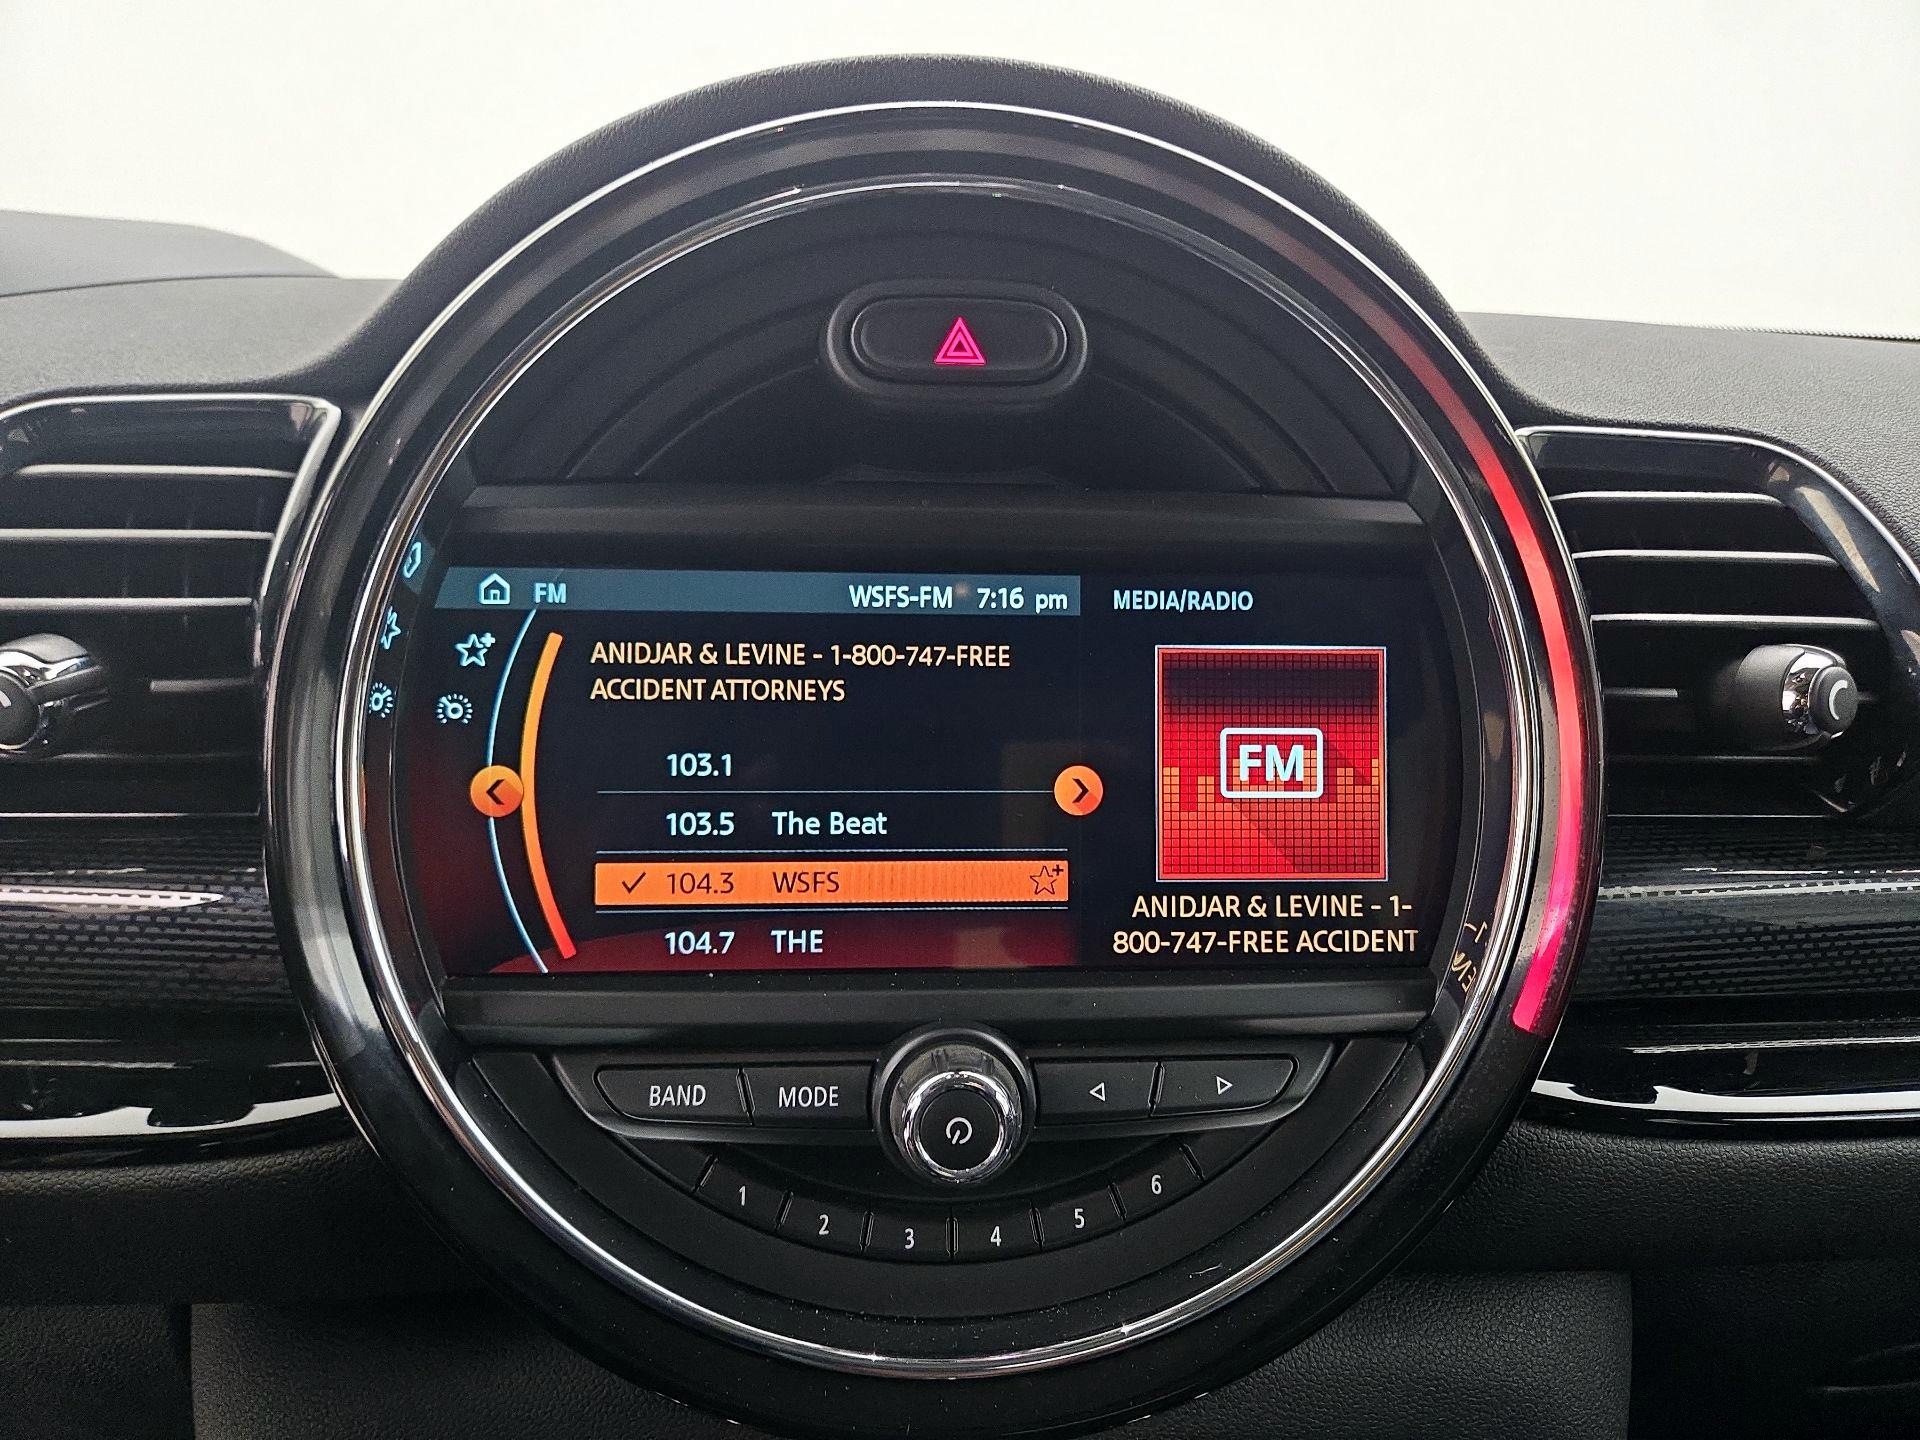 FM WSFS-FM 7:16 pm MEDIA/RADIO
ANIDJAR & LEVINE - 1-800-747-FREE
ACCIDENT ATTORNEYS
103.1
103.5 The Beat
104.3 WSFS
104.7 THE
FM
ANIDJAR & LEVINE - 1-
800-747-FREE ACCIDENT
BAND MODE
1 2 3 4 5 6